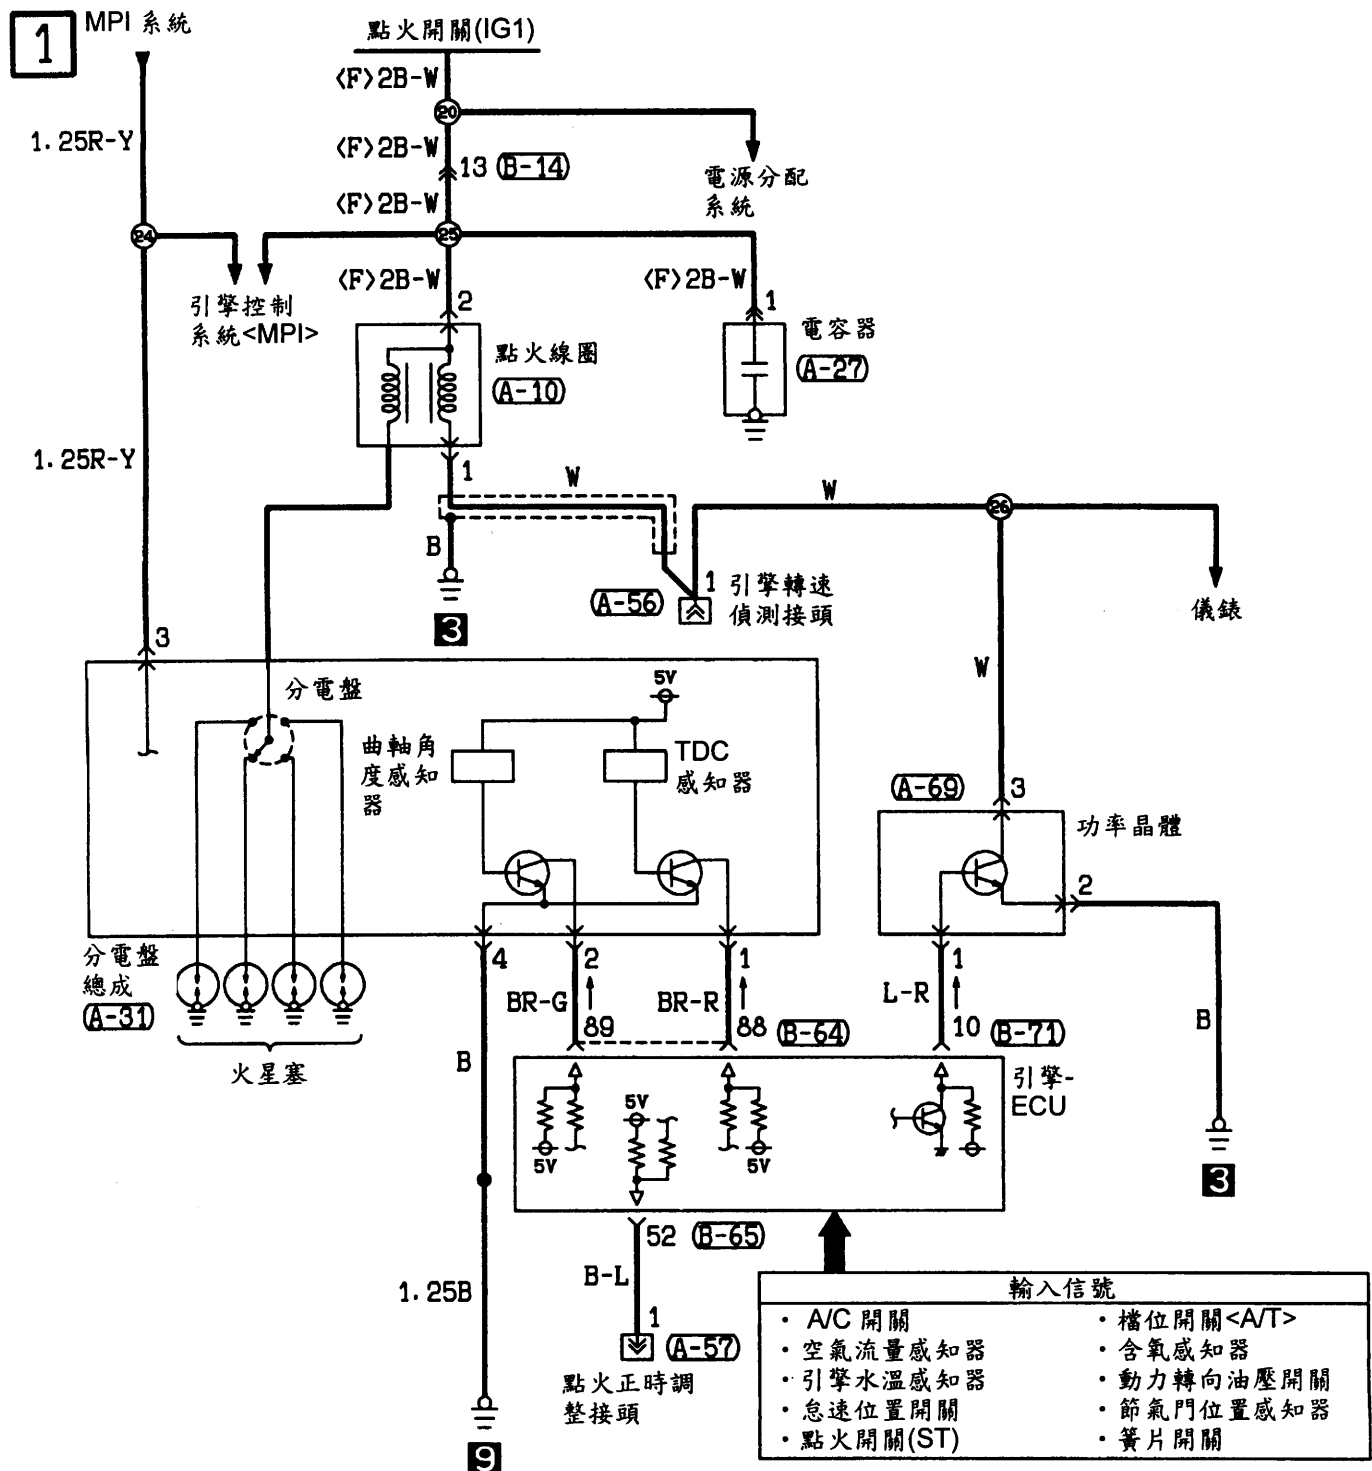 1
MPI 系統
點火開關(IG1)
<F>2B-W
20
1.25R-Y
<F>2B-W
13
B-14
電源分配
系統
<F>2B-W
24
25
<F>2B-W
<F>2B-W
引擎控制
系統<MPI>
2
1
電容器
A-27
點火線圈
A-10
1.25R-Y
1
W
W
26
B
3
A-56
1
引擎轉速
偵測接頭
儀錶
3
分電盤
5V
W
曲軸角
度感知
器
TDC
感知器
A-69
3
功率晶體
2
分電盤
總成
A-31
4
2
1
1
BR-G
BR-R
L-R
89
88
B-64
10
B-71
火星塞
B
B
引擎-
ECU
5V
5V
5V
3
52
B-65
B-L
1.25B
1
A-57
點火正時調
整接頭
9
輸入信號
・ A/C 開關
・檔位開關<A/T>
・空氣流量感知器
・含氧感知器
・引擎水溫感知器
・動力轉向油壓開關
・怠速位置開關
・節氣門位置感知器
・點火開關(ST)
・簧片開關